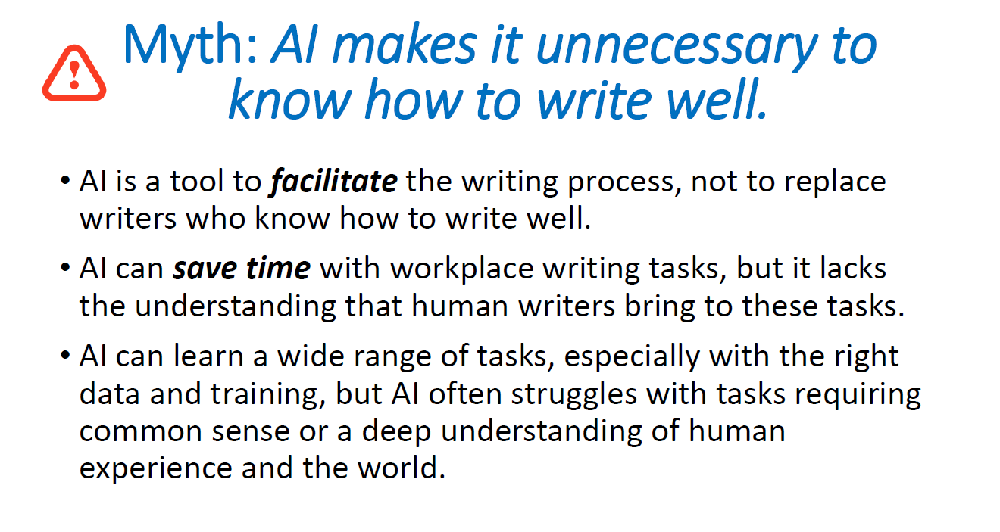 Myth: AI makes it unnecessary to
know how to write well.
• AI is a tool to facilitate the writing process, not to replace
writers who know how to write well.
• AI can save time with workplace writing tasks, but it lacks
the understanding that human writers bring to these tasks.
• AI can learn a wide range of tasks, especially with the right
data and training, but AI often struggles with tasks requiring
common sense or a deep understanding of human
experience and the world.